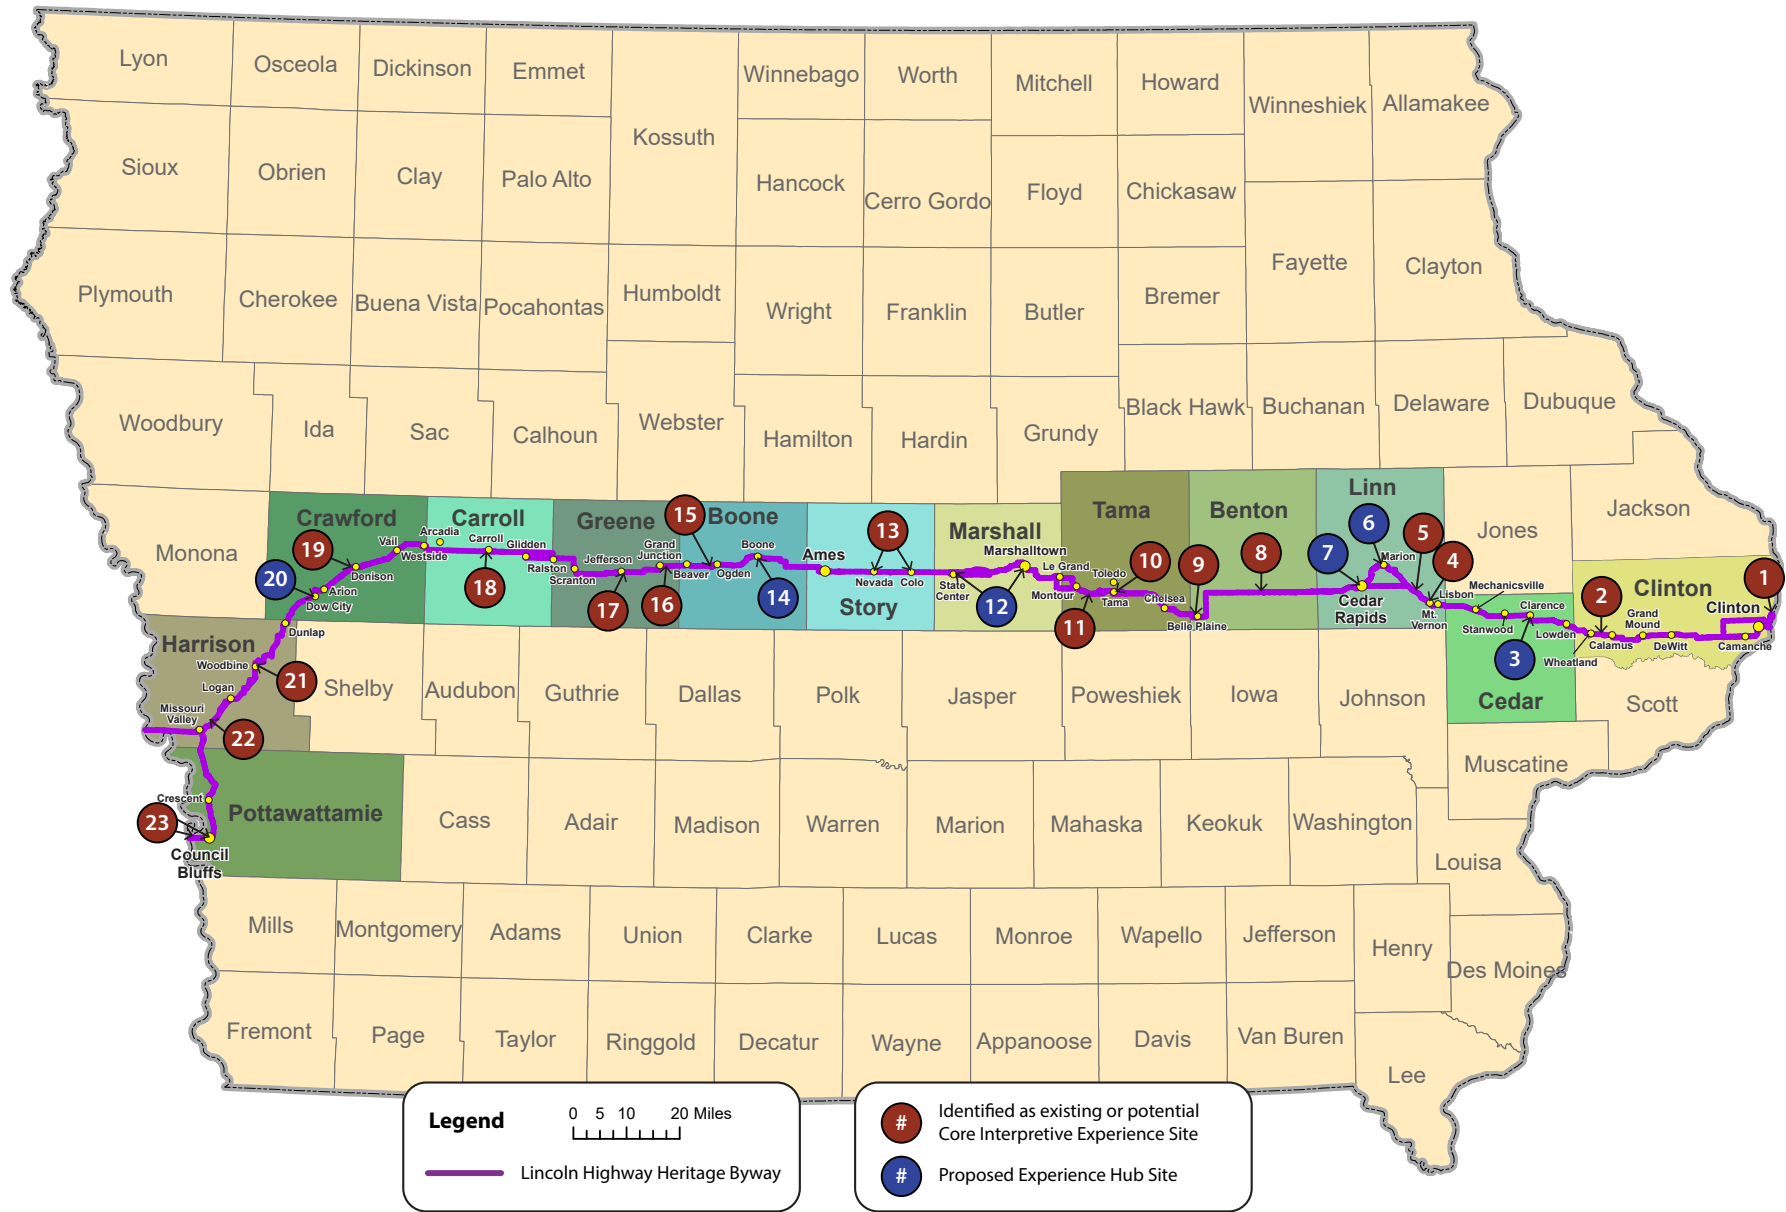 Lyon
Osceola
Dickinson
Emmet
Winnebago
Worth
Mitchell
Howard
Winneshiek
Allamakee
Kossuth
Sioux
Obrien
Clay
Palo Alto
Hancock
Cerro Gordo
Floyd
Chickasaw
Fayette
Clayton
Plymouth
Cherokee
Buena Vista
Pocahontas
Humboldt
Wright
Franklin
Butler
Bremer
Woodbury
Ida
Sac
Calhoun
Webster
Hamilton
Hardin
Grundy
Black Hawk
Buchanan
Delaware
Dubuque
Monona
Crawford
Carroll
Greene
Boone
Story
Marshall
Tama
Benton
Linn
Jones
Jackson
Clinton
Cedar
Harrison
Shelby
Audubon
Guthrie
Dallas
Polk
Jasper
Poweshiek
Iowa
Johnson
Scott
Muscatine
Pottawattamie
Cass
Adair
Madison
Warren
Marion
Mahaska
Keokuk
Washington
Louisa
Mills
Montgomery
Adams
Union
Clarke
Lucas
Monroe
Wapello
Jefferson
Henry
Des Moines
Fremont
Page
Taylor
Ringgold
Decatur
Wayne
Appanoose
Davis
Van Buren
Lee
Vail
Arcadia
Westside
Carroll
Glidden
Ralston
Scranton
Jefferson
Grand
Junction
Beaver
Ogden
Boone
Ames
Nevada
Colo
State
Center
Marshalltown
Le Grand
Montour
Toledo
Tama
Chelsea
Belle Plaine
Cedar
Rapids
Marion
Mt.
Vernon
Lisbon
Mechanicsville
Stanwood
Clarence
Lowden
Wheatland
Calamus
Grand
Mound
DeWitt
Camanche
Clinton
Denison
Arion
Dow City
Dunlap
Woodbine
Logan
Missouri
Valley
Crescent
Council
Bluffs
1
2
3
4
5
6
7
8
9
10
11
12
13
14
15
16
17
18
19
20
21
22
23
Legend
0 5 10 20 Miles
Lincoln Highway Heritage Byway
# Identified as existing or potential
Core Interpretive Experience Site
# Proposed Experience Hub Site